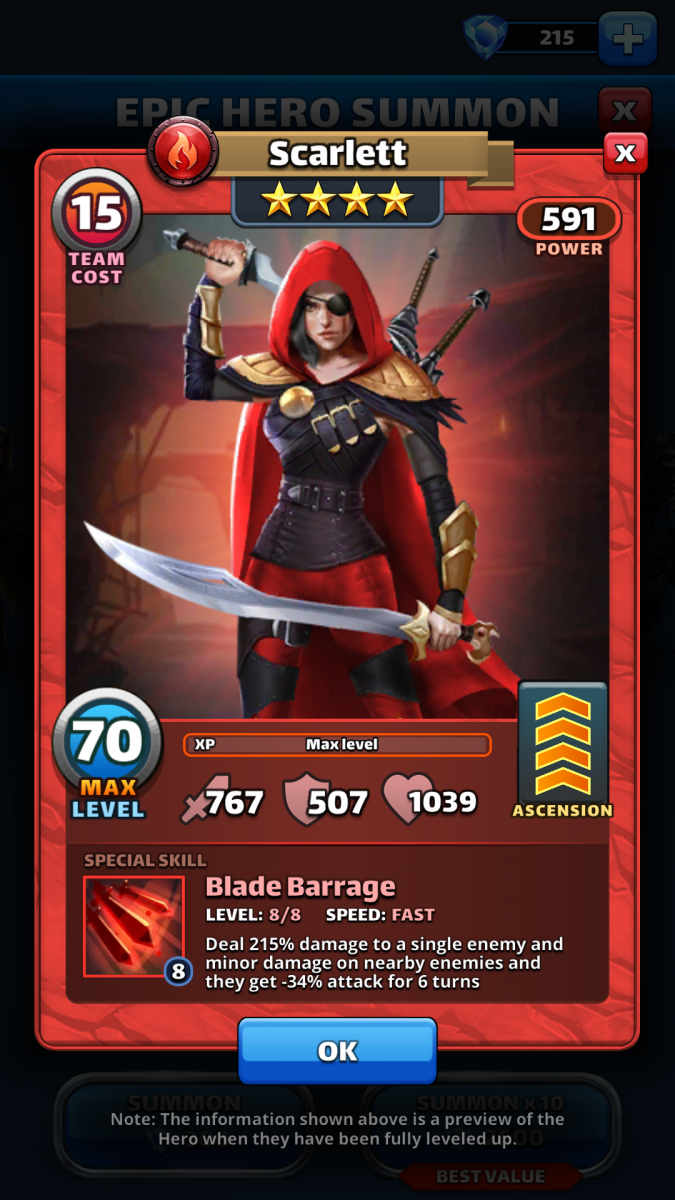 215
EPIC HERO SUMMON
X
Scarlett
X
15
TEAM
COST
591
POWER
70
MAX
LEVEL
XP
Max level
767
507
1039
ASCENSION
SPECIAL SKILL
Blade Barrage
LEVEL: 8/8 SPEED: FAST
8
Deal 215% damage to a single enemy and
minor damage on nearby enemies and
they get -34% attack for 6 turns
OK
SUMMON
SUMMON x10
Note: The information shown above is a preview of the
Hero when they have been fully leveled up.
BEST VALUE